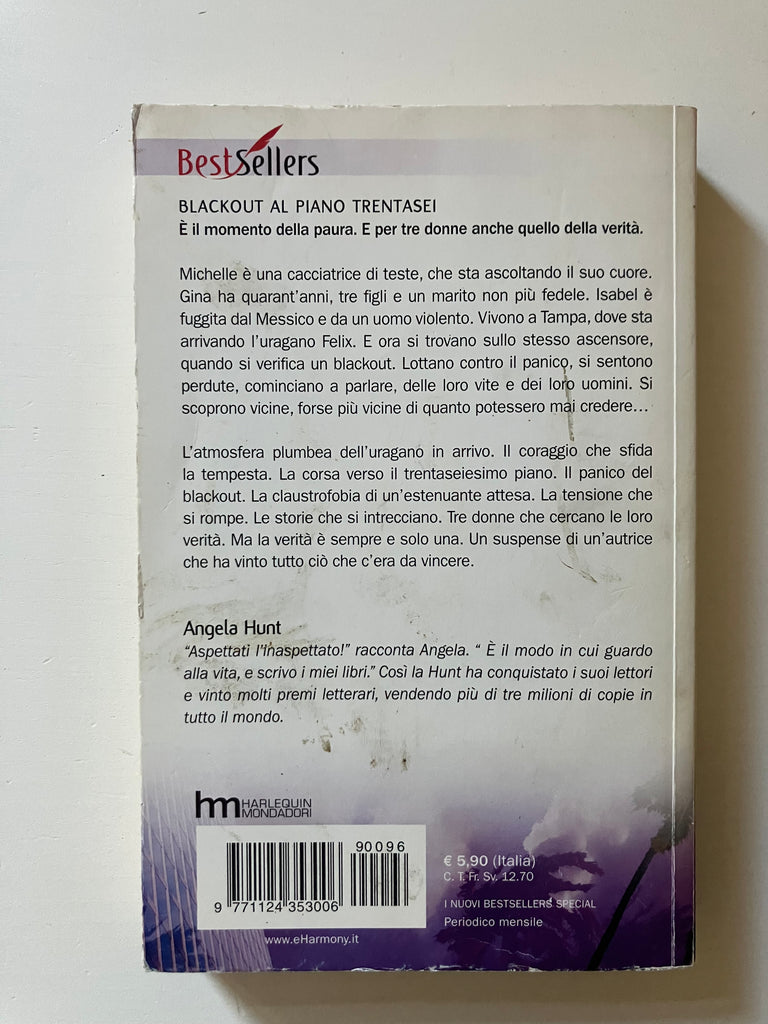 BestSellers
BLACKOUT AL PIANO TRENTASEI
È il momento della paura. E per tre donne anche quello della verità.
Michelle è una cacciatrice di teste, che sta ascoltando il suo cuore.
Gina ha quarant'anni, tre figli e un marito non più fedele. Isabel è
fuggita dal Messico e da un uomo violento. Vivono a Tampa, dove sta
arrivando l'uragano Felix. E ora si trovano sullo stesso ascensore,
quando si verifica un blackout. Lottano contro il panico, si sentono
perdute, cominciano a parlare, delle loro vite e dei loro uomini. Si
scoprono vicine, forse più vicine di quanto potessero mai credere...
L'atmosfera plumbea dell'uragano in arrivo. Il coraggio che sfida
la tempesta. La corsa verso il trentaseiesimo piano. Il panico del
blackout. La claustrofobia di un'estenuante attesa. La tensione che
si rompe. Le storie che si intrecciano. Tre donne che cercano le loro
verità. Ma la verità è sempre e solo una. Un suspense di un'autrice
che ha vinto tutto ciò che c'era da vincere.
Angela Hunt
"Aspettati l'inaspettato!" racconta Angela. " È il modo in cui guardo
alla vita, e scrivo i miei libri." Così la Hunt ha conquistato i suoi lettori
e vinto molti premi letterari, vendendo più di tre milioni di copie in
tutto il mondo.
hm HARLEQUIN
MONDADORI
90096
9 771124 353006
www.eHarmony.it
€ 5,90 (Italia)
C. T. Fr. Sv. 12.70
I NUOVI BESTSELLERS SPECIAL
Periodico mensile